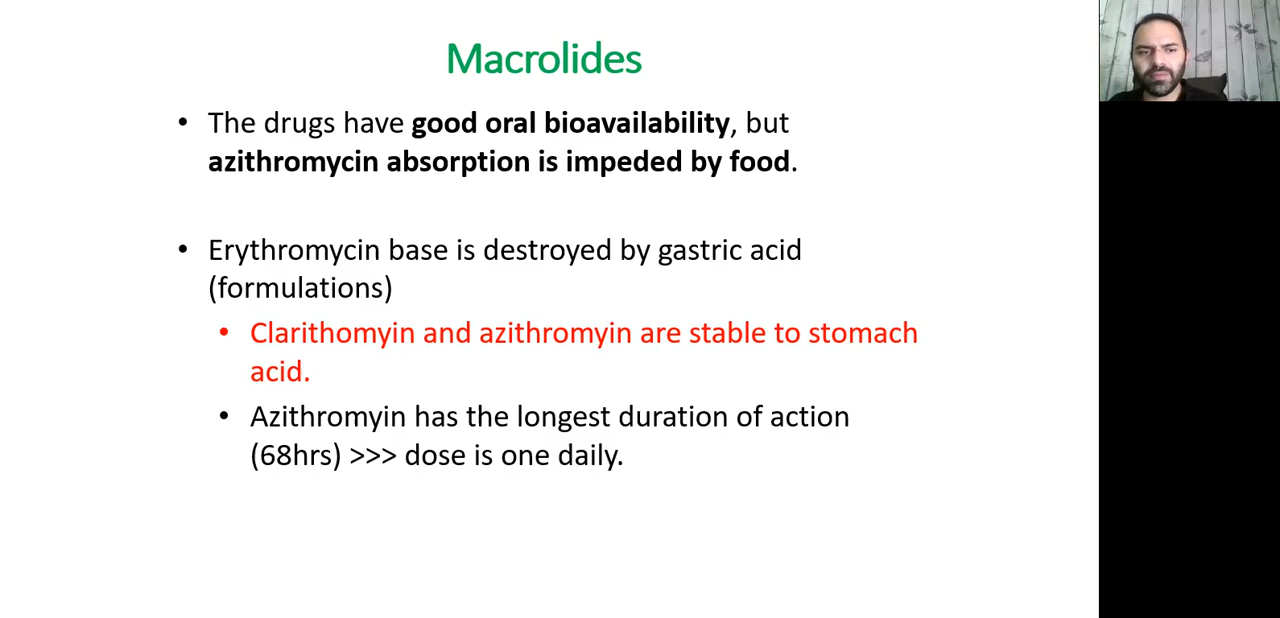 Macrolides
• The drugs have good oral bioavailability, but
azithromycin absorption is impeded by food.
• Erythromycin base is destroyed by gastric acid
(formulations)
• Clarithomyin and azithromyin are stable to stomach
acid.
• Azithromyin has the longest duration of action
(68hrs) >>> dose is one daily.